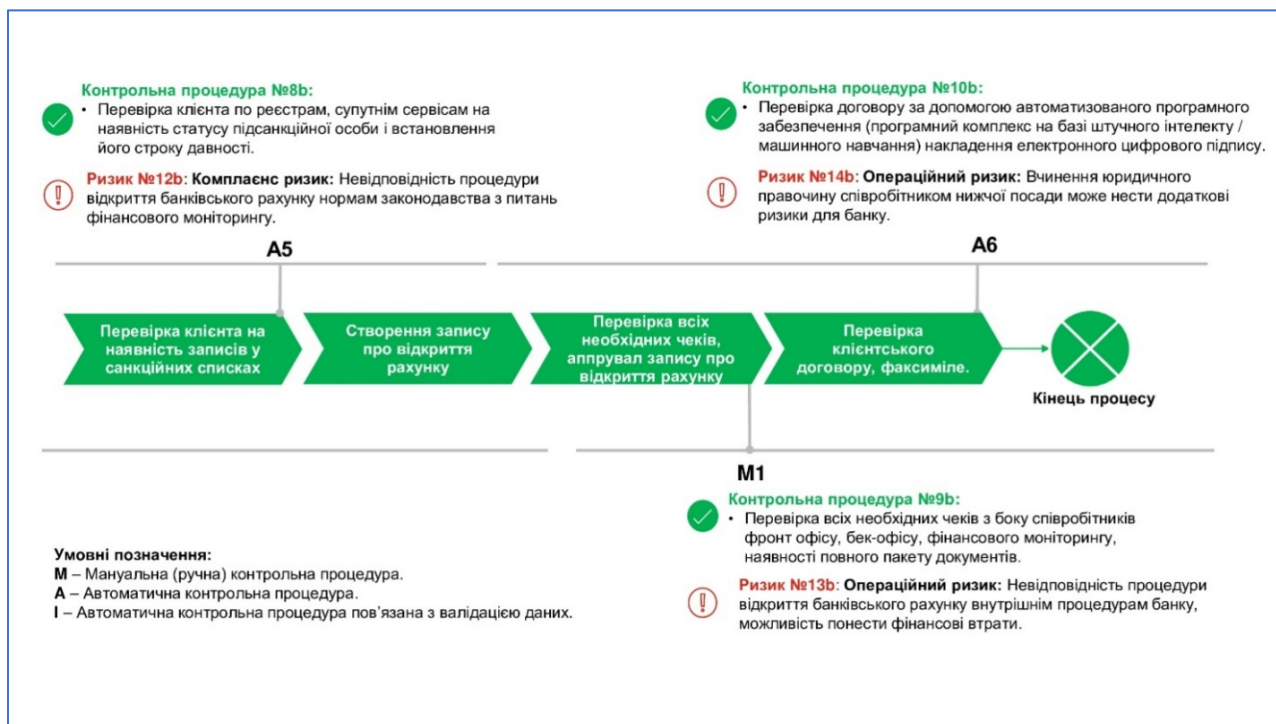 Контрольна процедура №8b:
• Перевірка клієнта по реєстрам, супутнім сервісам на
наявність статусу підсанкційної особи і встановлення
його строку давності.
Ризик №12b: Комплаєнс ризик: Невідповідність процедури
відкриття банківського рахунку нормам законодавства з питань
фінансового моніторингу.
A5
Контрольна процедура №10b:
• Перевірка договору за допомогою автоматизованого програмного
забезпечення (програмний комплекс на базі штучного інтелекту /
машинного навчання) накладення електронного цифрового підпису.
Ризик №14b: Операційний ризик: Вчинення юридичного
правочину співробітником нижчої посади може нести додаткові
ризики для банку.
A6
Перевірка клієнта на
наявність записів у
санкційних списках
Створення запису
про відкриття
рахунку
Перевірка всіх
необхідних чеків,
аппрувал запису про
відкриття рахунку
Перевірка
клієнтського
договору, факсиміле.
Кінець процесу
M1
Контрольна процедура №9b:
• Перевірка всіх необхідних чеків з боку співробітників
фронт офісу, бек-офісу, фінансового моніторингу,
наявності повного пакету документів.
Ризик №13b: Операційний ризик: Невідповідність процедури
відкриття банківського рахунку внутрішнім процедурам банку,
можливість понести фінансові втрати.
Умовні позначення:
M – Мануальна (ручна) контрольна процедура.
A – Автоматична контрольна процедура.
I – Автоматична контрольна процедура пов’язана з валідацією даних.